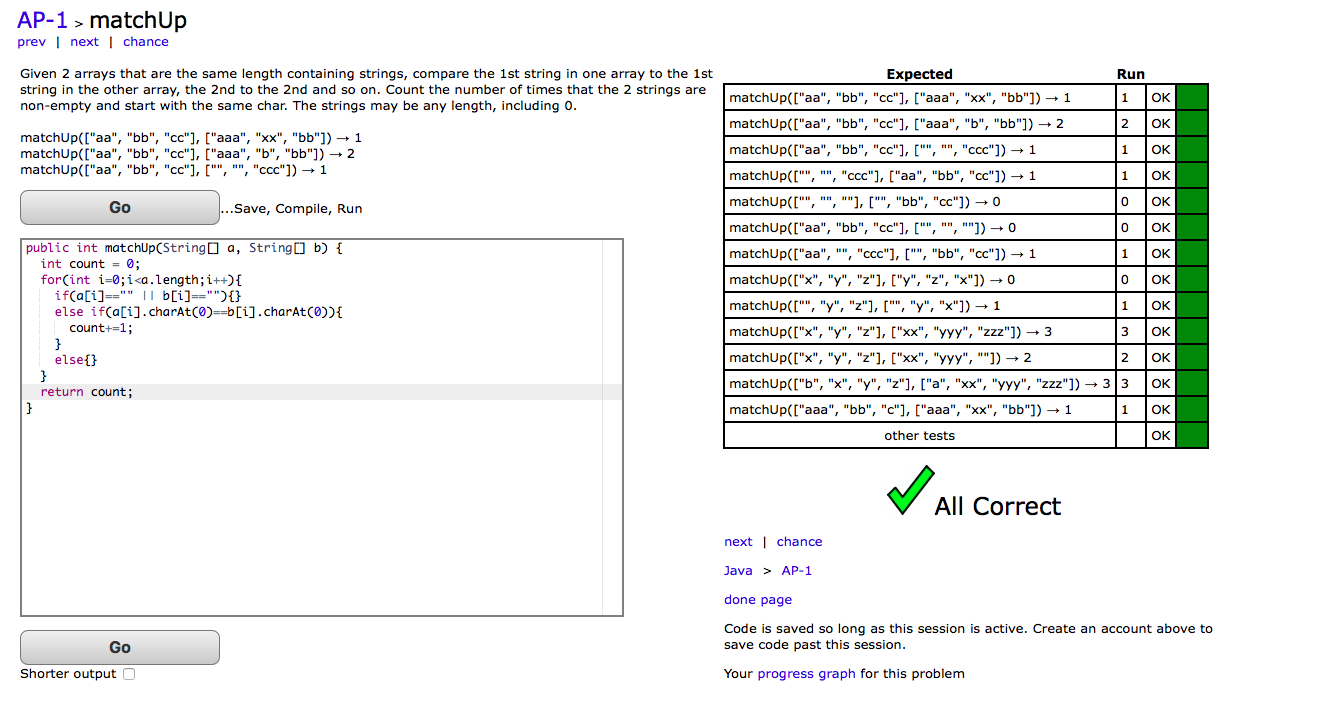 AP-1 > matchUp
prev | next | chance
Given 2 arrays that are the same length containing strings, compare the 1st string in one array to the 1st
string in the other array, the 2nd to the 2nd and so on. Count the number of times that the 2 strings are
non-empty and start with the same char. The strings may be any length, including 0.
matchUp(["aa", "bb", "cc"], ["aaa", "xx", "bb"]) → 1
matchUp(["aa", "bb", "cc"], ["aaa", "b", "bb"]) → 2
matchUp(["aa", "bb", "cc"], ["", "", "ccc"]) → 1
Go ...Save, Compile, Run
public int matchUp(String[] a, String[] b) {
  int count = 0;
  for(int i=0;i<a.length;i++){
    if(a[i]=="" || b[i]==""){}
    else if(a[i].charAt(0)==b[i].charAt(0)){
      count+=1;
    }
    else{}
  }
  return count;
}
Go
Shorter output
Expected Run
matchUp(["aa", "bb", "cc"], ["aaa", "xx", "bb"]) → 1 1 OK
matchUp(["aa", "bb", "cc"], ["aaa", "b", "bb"]) → 2 2 OK
matchUp(["aa", "bb", "cc"], ["", "", "ccc"]) → 1 1 OK
matchUp(["", "", "ccc"], ["aa", "bb", "cc"]) → 1 1 OK
matchUp(["", "", ""], ["", "bb", "cc"]) → 0 0 OK
matchUp(["aa", "bb", "cc"], ["", "", ""]) → 0 0 OK
matchUp(["aa", "", "ccc"], ["", "bb", "cc"]) → 1 1 OK
matchUp(["x", "y", "z"], ["y", "z", "x"]) → 0 0 OK
matchUp(["", "y", "z"], ["", "y", "x"]) → 1 1 OK
matchUp(["x", "y", "z"], ["xx", "yyy", "zzz"]) → 3 3 OK
matchUp(["x", "y", "z"], ["xx", "yyy", ""]) → 2 2 OK
matchUp(["b", "x", "y", "z"], ["a", "xx", "yyy", "zzz"]) → 3 3 OK
matchUp(["aaa", "bb", "c"], ["aaa", "xx", "bb"]) → 1 1 OK
other tests OK
All Correct
next | chance
Java > AP-1
done page
Code is saved so long as this session is active. Create an account above to
save code past this session.
Your progress graph for this problem